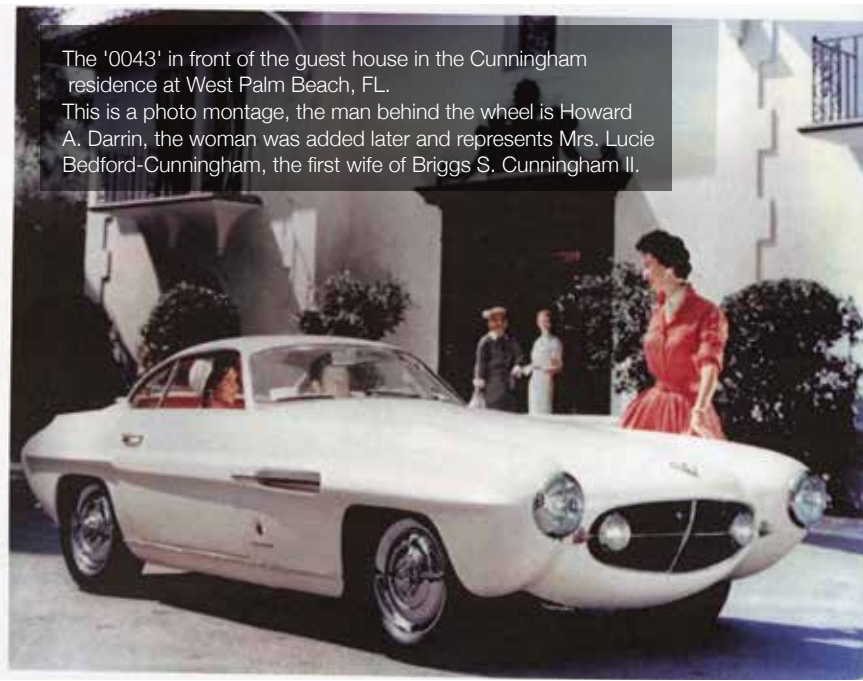 The '0043' in front of the guest house in the Cunningham
residence at West Palm Beach, FL.
This is a photo montage, the man behind the wheel is Howard
A. Darrin, the woman was added later and represents Mrs. Lucie
Bedford-Cunningham, the first wife of Briggs S. Cunningham II.